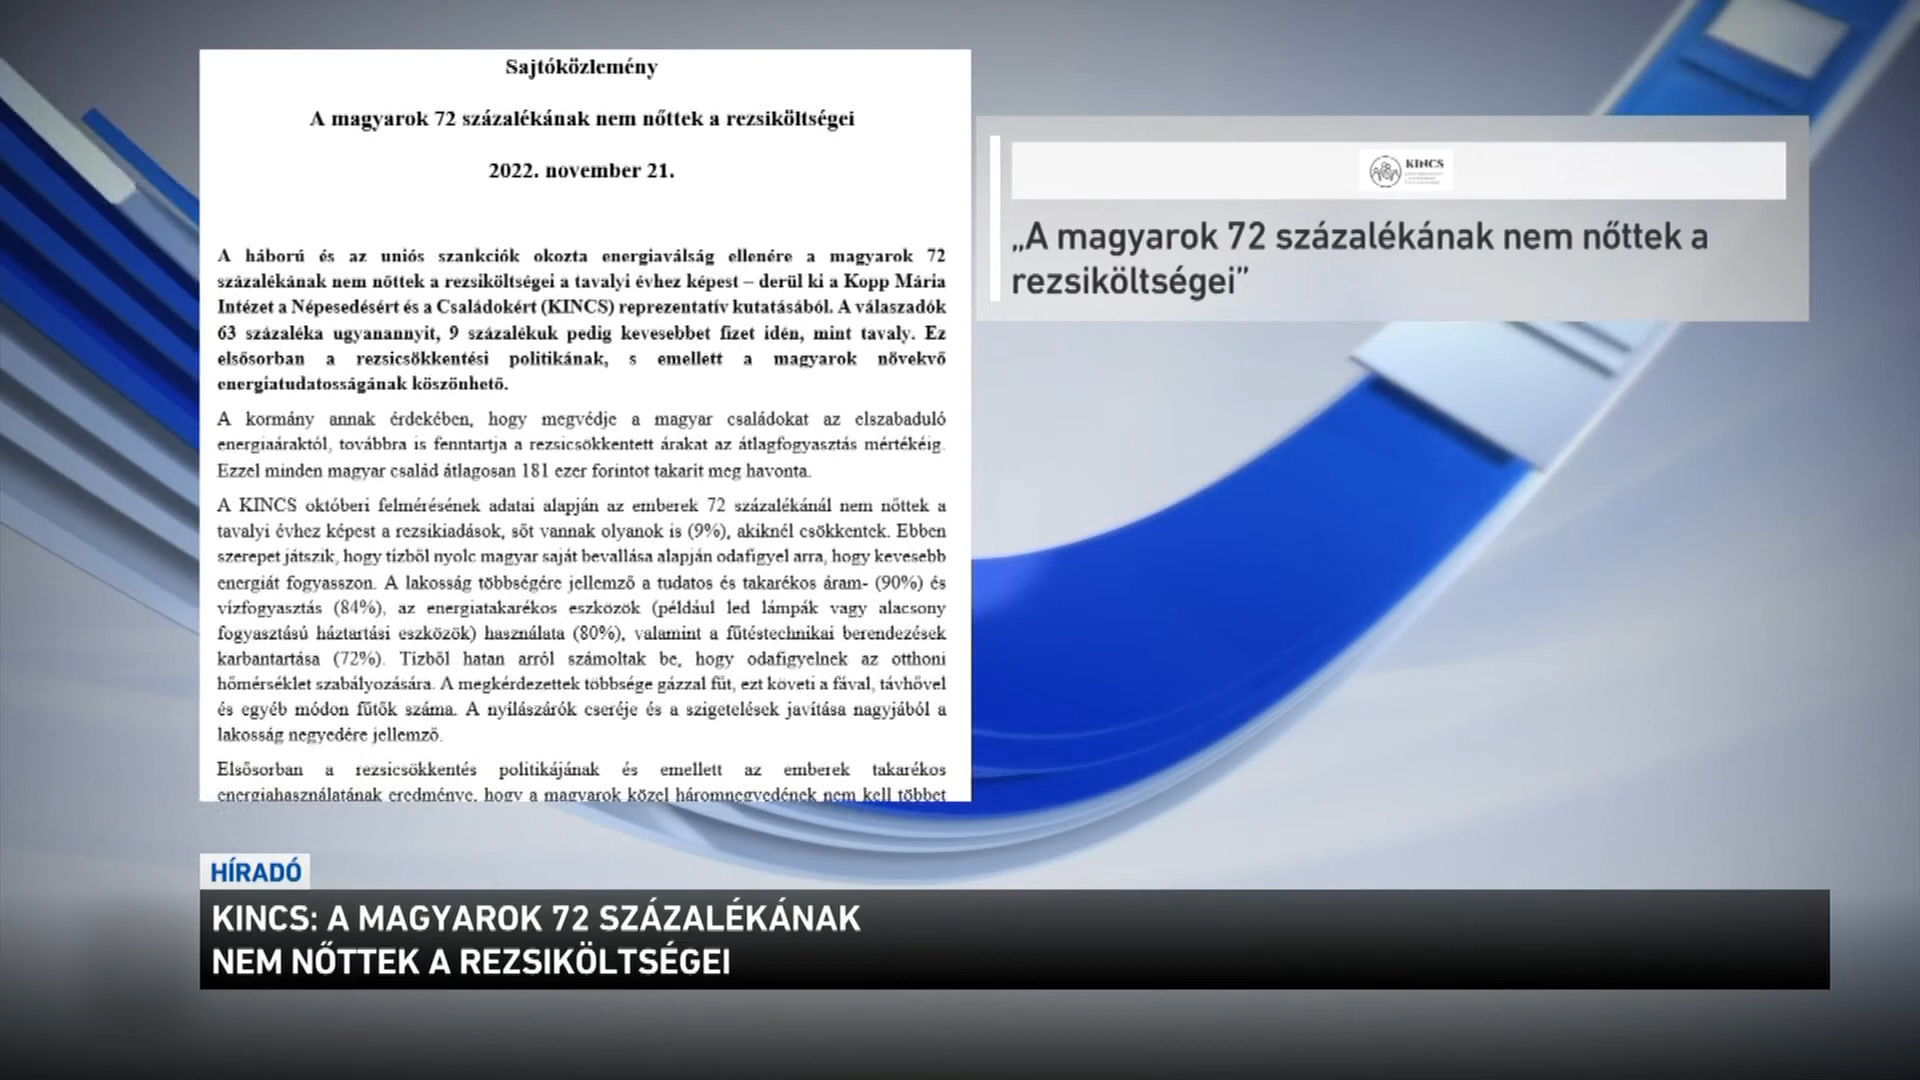 Sajtóközlemény
A magyarok 72 százalékának nem nőttek a rezsiköltségei
2022. november 21.
A háború és az uniós szankciók okozta energiaválság ellenére a magyarok 72
százalékának nem nőttek a rezsiköltségei a tavalyi évhez képest – derül ki a Kopp Mária
Intézet a Népesedésért és a Családokért (KINCS) reprezentatív kutatásából. A válaszadók
63 százaléka ugyanannyit, 9 százalékuk pedig kevesebbet fizet idén, mint tavaly. Ez
elsősorban a rezsicsökkentési politikának, s emellett a magyarok növekvő
energiatudatosságának köszönhető.
A kormány annak érdekében, hogy megvédje a magyar családokat az elszabaduló
energiaáraktól, továbbra is fenntartja a rezsicsökkentett árakat az átlagfogyasztás mértékéig.
Ezzel minden magyar család átlagosan 181 ezer forintot takarít meg havonta.
A KINCS októberi felmérésének adatai alapján az emberek 72 százalékánál nem nőttek a
tavalyi évhez képest a rezsikiadások, sőt vannak olyanok is (9%), akiknél csökkentek. Ebben
szerepet játszik, hogy tízből nyolc magyar saját bevallása alapján odafigyel arra, hogy kevesebb
energiát fogyasszon. A lakosság többségére jellemző a tudatos és takarékos áram- (90%) és
vízfogyasztás (84%), az energiatakarékos eszközök (például led lámpák vagy alacsony
fogyasztású háztartási eszközök) használata (80%), valamint a fűtéstechnikai berendezések
karbantartása (72%). Tízből hatan arról számoltak be, hogy odafigyelnek az otthoni
hőmérséklet szabályozására. A megkérdezettek többsége gázzal fűt, ezt követi a fával, távhővel
és egyéb módon fűtők száma. A nyílászárók cseréje és a szigetelések javítása nagyjából a
lakosság negyedére jellemző.
Elsősorban a rezsicsökkentés politikájának és emellett az emberek takarékos
energiahasználatának eredménye, hogy a magyarok közel háromnegyedének nem kell többet
KINCS
„A magyarok 72 százalékának nem nőttek a
rezsiköltségei”
HÍRADÓ
KINCS: A MAGYAROK 72 SZÁZALÉKÁNAK
NEM NŐTTEK A REZSIKÖLTSÉGEI